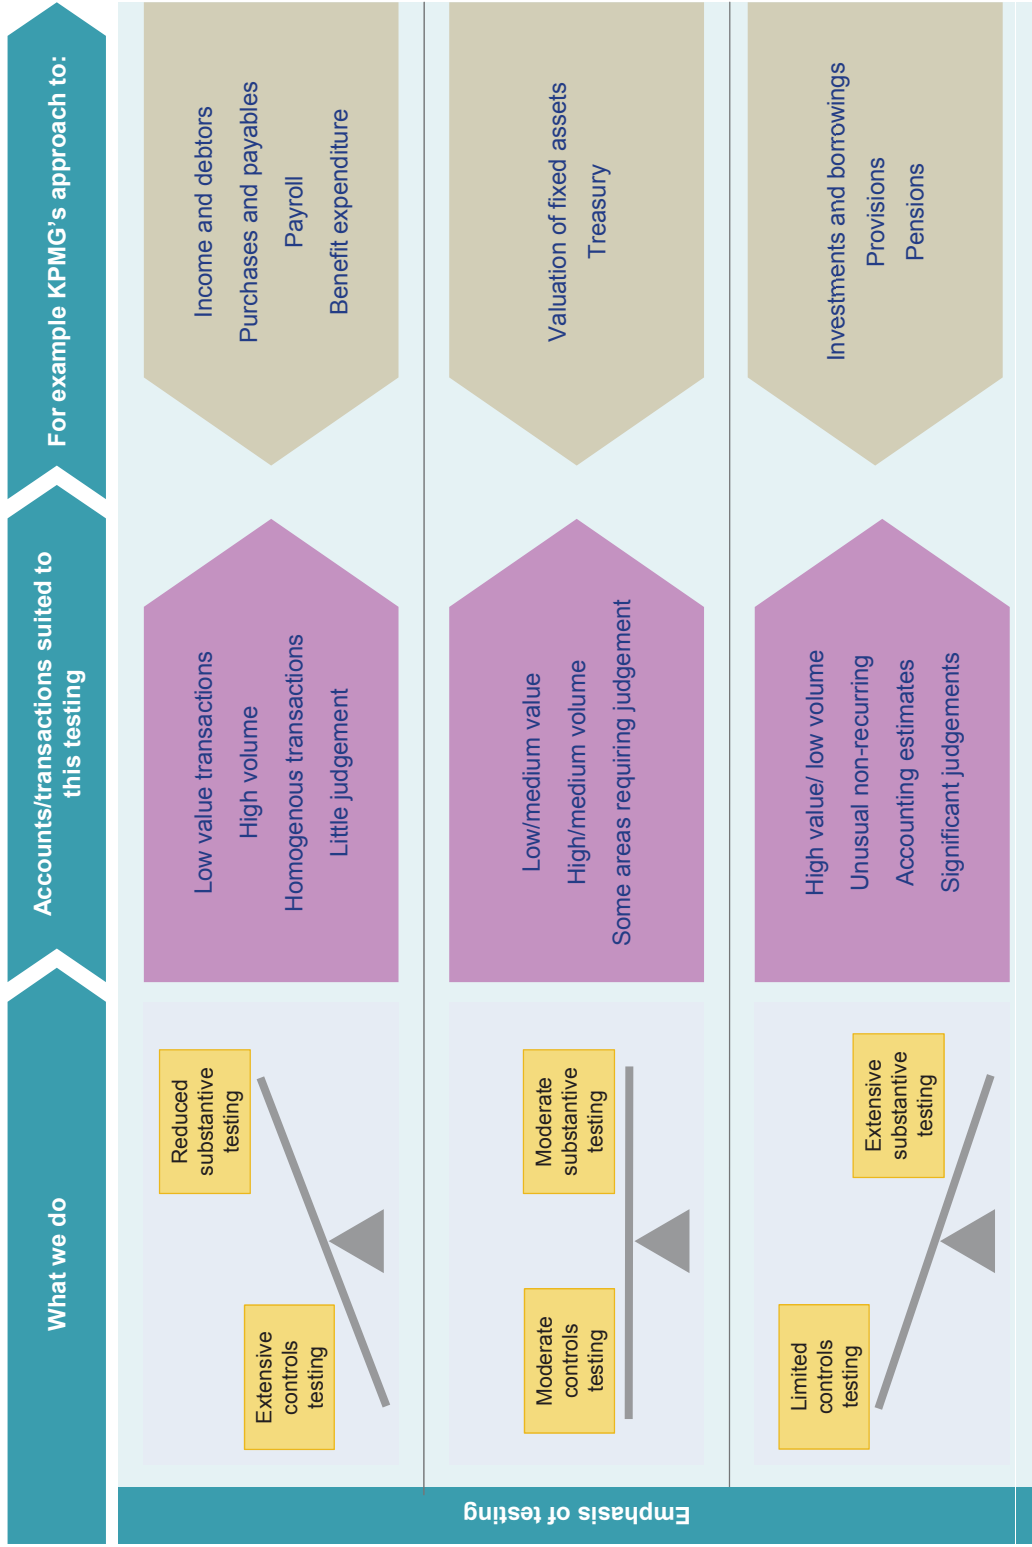 What we do
Accounts/transactions suited to
this testing
For example KPMG's approach to:
Emphasis of testing
Extensive
controls
testing
Reduced
substantive
testing
Low value transactions
High volume
Homogenous transactions
Little judgement
Income and debtors
Purchases and payables
Payroll
Benefit expenditure
Moderate
controls
testing
Moderate
substantive
testing
Low/medium value
High/medium volume
Some areas requiring judgement
Valuation of fixed assets
Treasury
Limited
controls
testing
Extensive
substantive
testing
High value/ low volume
Unusual non-recurring
Accounting estimates
Significant judgements
Investments and borrowings
Provisions
Pensions